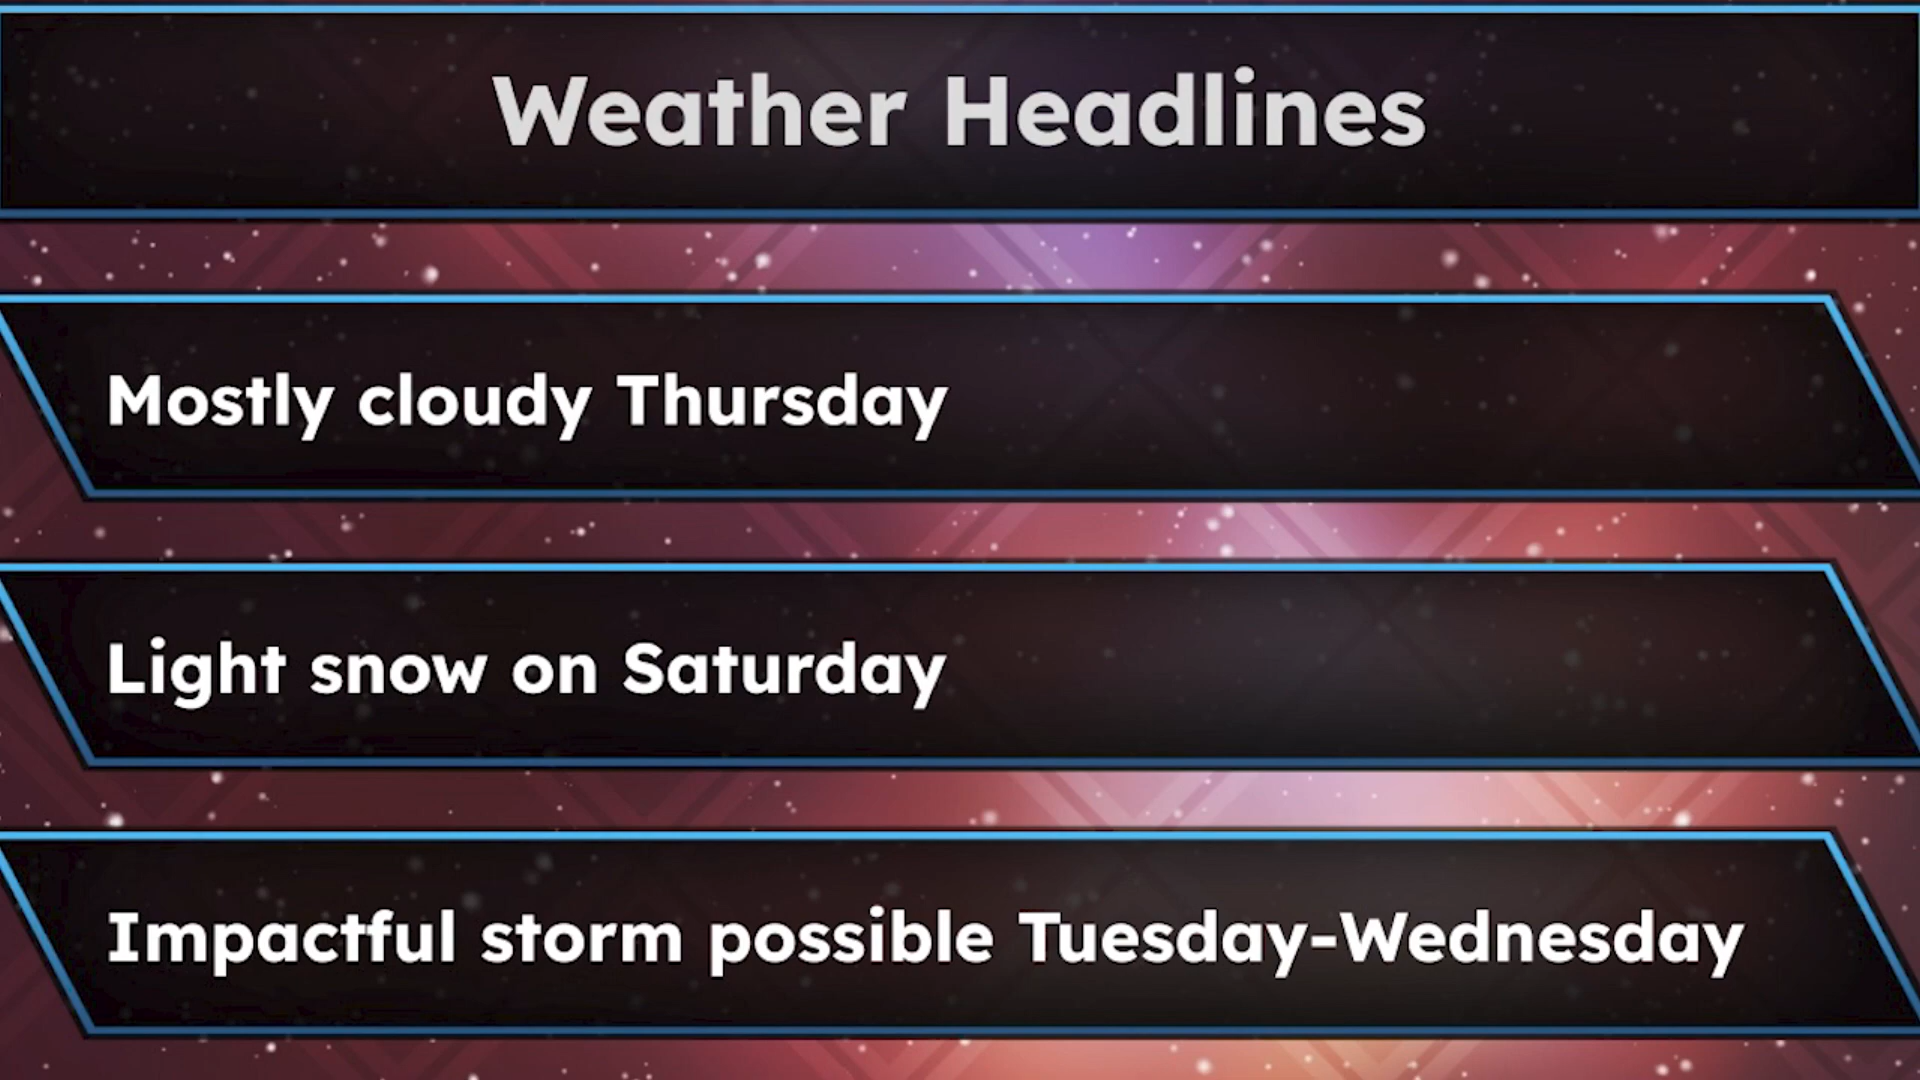 Weather Headlines
Mostly cloudy Thursday
Light snow on Saturday
Impactful storm possible Tuesday-Wednesday